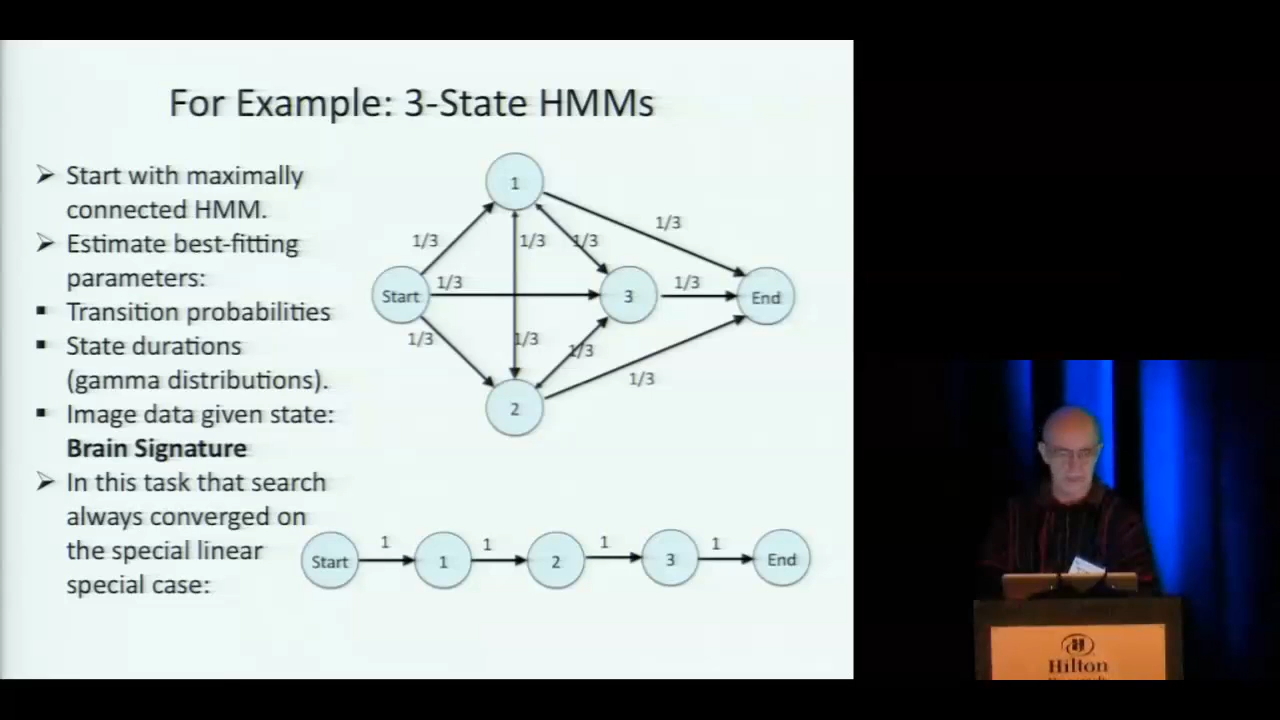 For Example: 3-State HMMs
➢ Start with maximally
connected HMM.
➢ Estimate best-fitting
parameters:
▪ Transition probabilities
▪ State durations
(gamma distributions).
▪ Image data given state:
Brain Signature
➢ In this task that search
always converged on
the special linear
special case:
1
1/3
1/3
1/3
1/3
Start
1/3
3
1/3
End
1/3
1/3
1/3
1/3
2
Start
1
1
1
2
1
3
1
End
Hilton